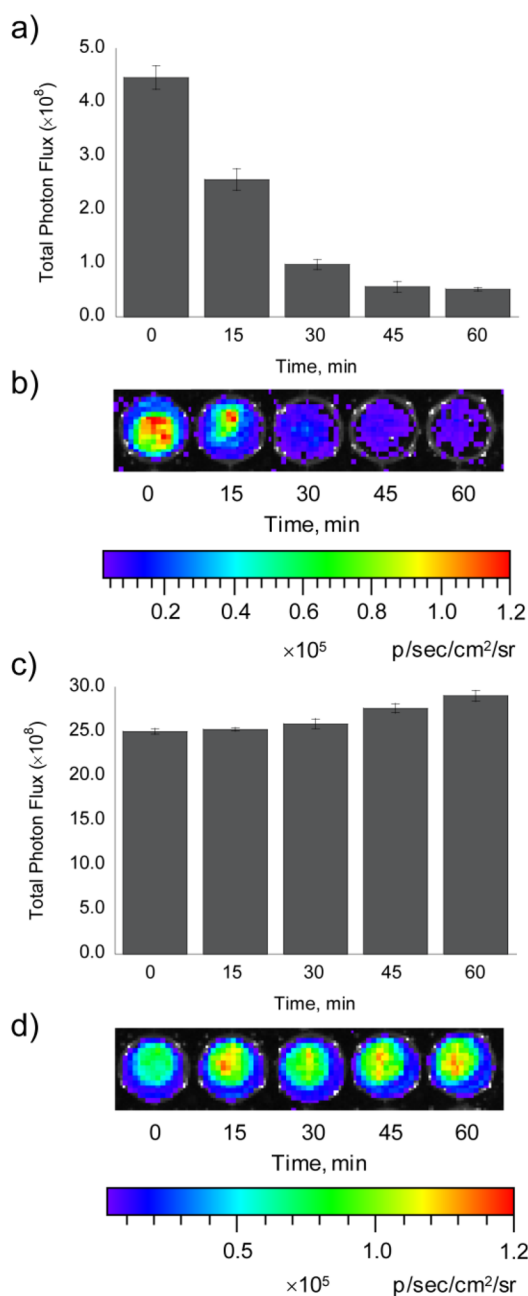 a)
Total Photon Flux (×10⁸)
5.0
4.0
3.0
2.0
1.0
0.0
0 15 30 45 60
Time, min
b)
0 15 30 45 60
Time, min
0.2 0.4 0.6 0.8 1.0 1.2
×10⁵ p/sec/cm²/sr
c)
Total Photon Flux (×10⁸)
30.0
25.0
20.0
15.0
10.0
5.0
0.0
0 15 30 45 60
Time, min
d)
0 15 30 45 60
Time, min
0.5 1.0 1.2
×10⁵ p/sec/cm²/sr